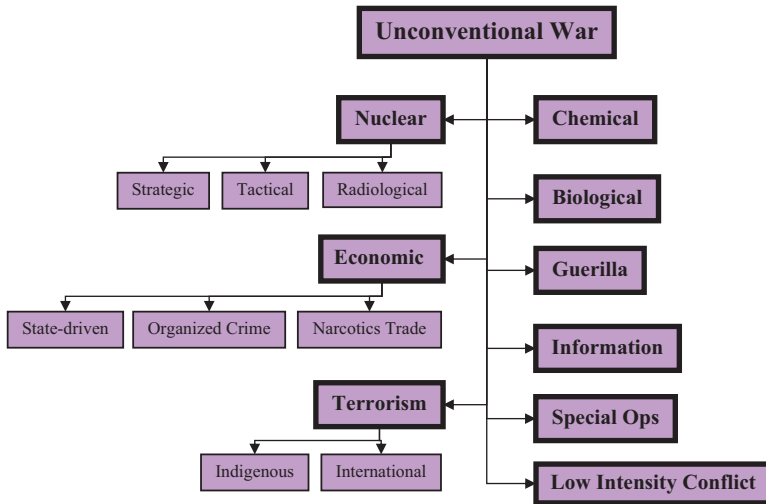 Unconventional War
Nuclear
Chemical
Strategic
Tactical
Radiological
Biological
Economic
Guerilla
State-driven
Organized Crime
Narcotics Trade
Information
Terrorism
Special Ops
Indigenous
International
Low Intensity Conflict